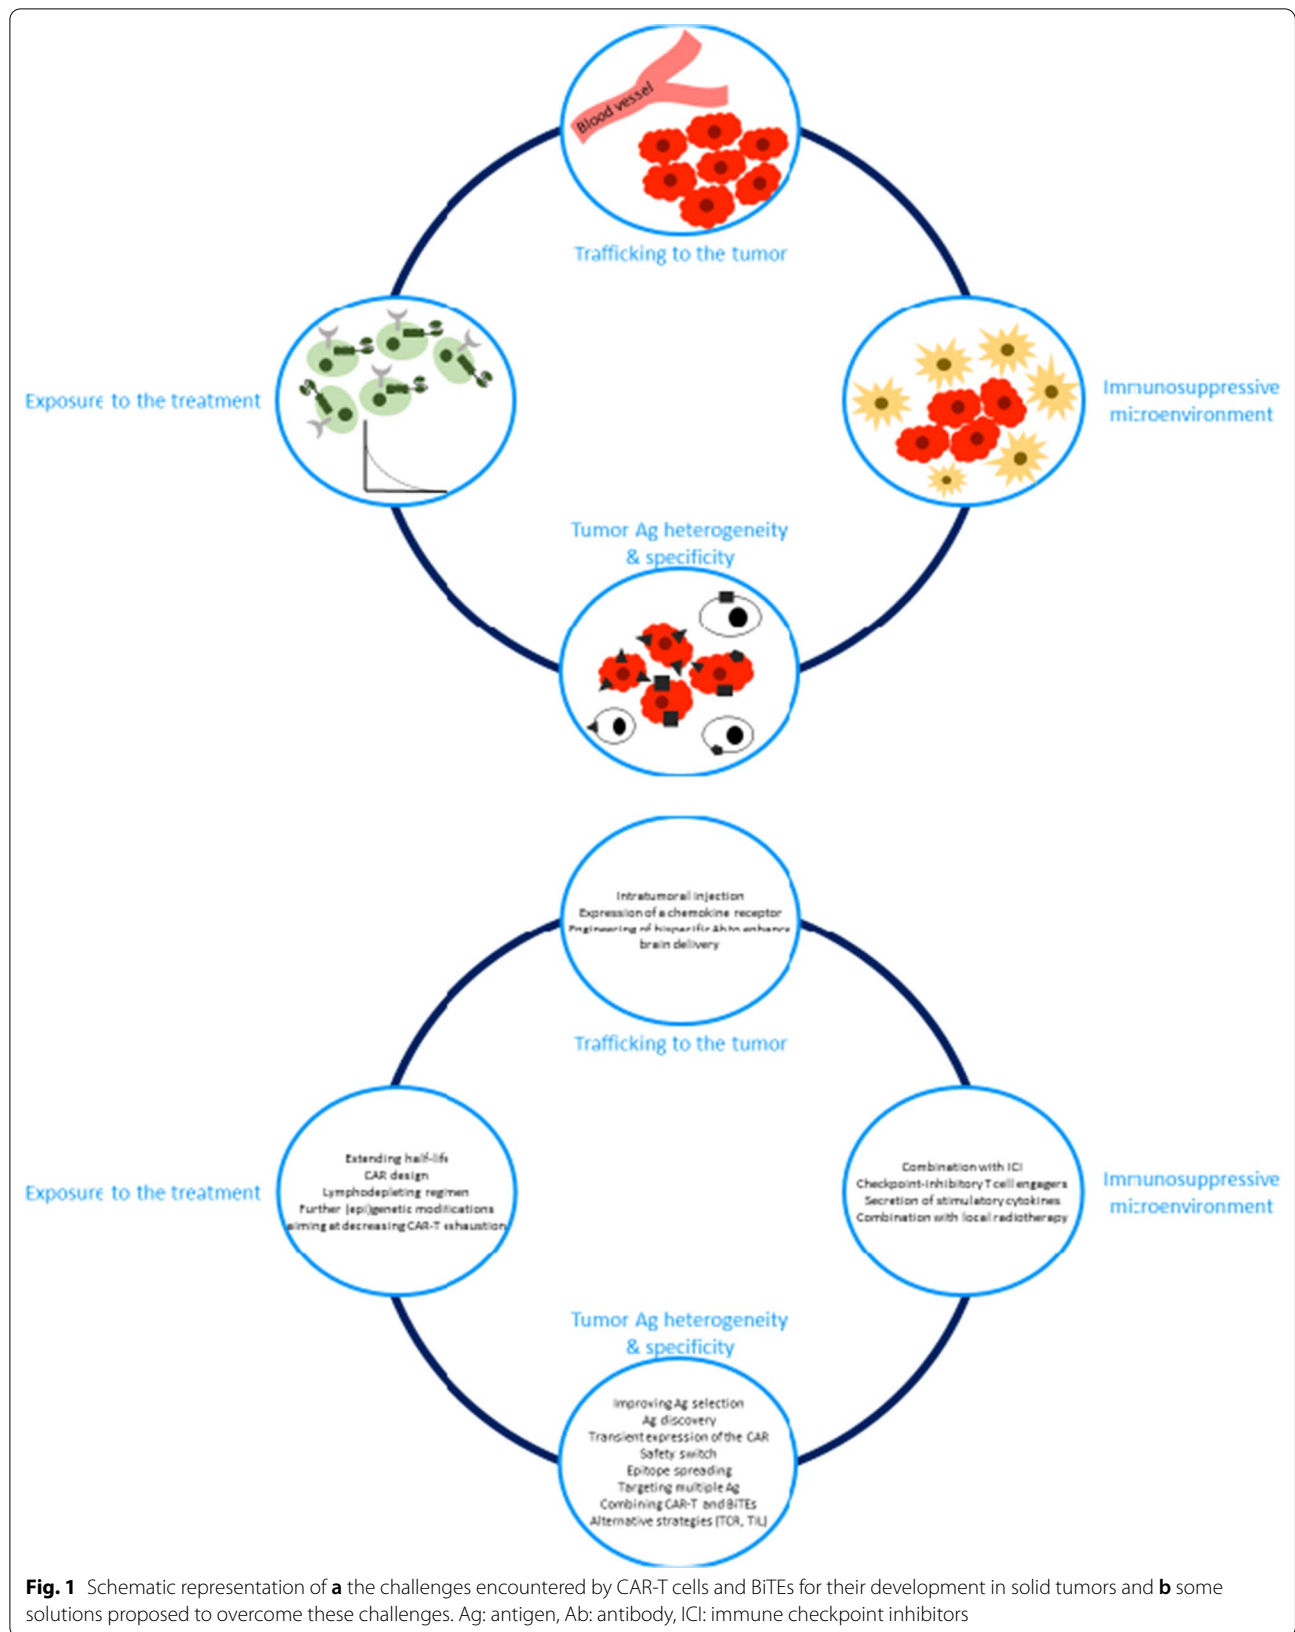 Blood vessel
Trafficking to the tumor
Exposure to the treatment
Immunosuppressive
microenvironment
Tumor Ag heterogeneity
& specificity
Intratumoral injection
Expression of a chemokine receptor
Engineering of bispecific Ab to enhance
brain delivery
Trafficking to the tumor
Exposure to the treatment
Extending half-life
CAR design
Lymphodepleting regimen
Further (epi)genetic modifications
aiming at decreasing CAR-T exhaustion
Combination with ICI
Checkpoint-inhibitory T cell engagers
Secretion of stimulatory cytokines
Combination with local radiotherapy
Immunosuppressive
microenvironment
Tumor Ag heterogeneity
& specificity
Improving Ag selection
Ag discovery
Transient expression of the CAR
Safety switch
Epitope spreading
Targeting multiple Ag
Combining CAR-T and BiTEs
Alternative strategies (TCR, TIL)
Fig. 1 Schematic representation of a the challenges encountered by CAR-T cells and BiTEs for their development in solid tumors and b some
solutions proposed to overcome these challenges. Ag: antigen, Ab: antibody, ICI: immune checkpoint inhibitors